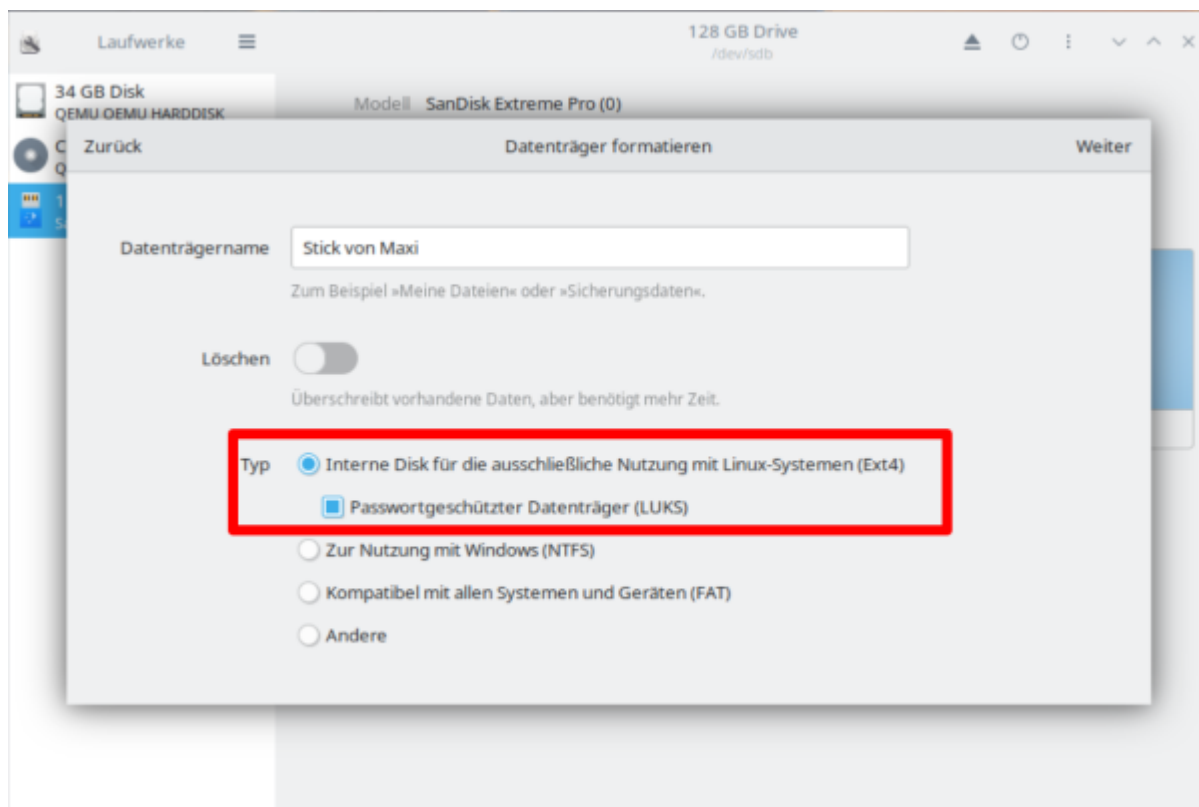 Laufwerke
128 GB Drive
/dev/sdb
34 GB Disk
QEMU QEMU HARDDISK
Modell SanDisk Extreme Pro (0)
C
Q
1
Sa
Zurück
Datenträger formatieren
Weiter
Datenträgername
Stick von Maxi
Zum Beispiel »Meine Dateien« oder »Sicherungsdaten«.
Löschen
Überschreibt vorhandene Daten, aber benötigt mehr Zeit.
Typ
Interne Disk für die ausschließliche Nutzung mit Linux-Systemen (Ext4)
Passwortgeschützter Datenträger (LUKS)
Zur Nutzung mit Windows (NTFS)
Kompatibel mit allen Systemen und Geräten (FAT)
Andere